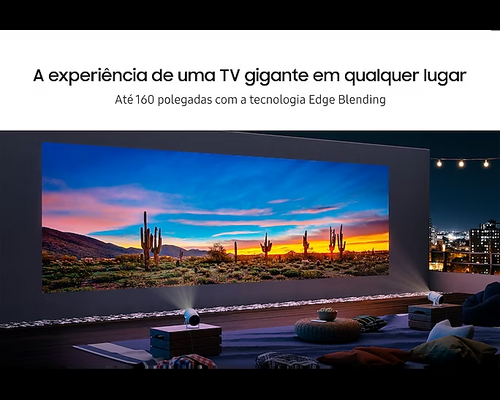 A experiência de uma TV gigante em qualquer lugar
Até 160 polegadas com a tecnologia Edge Blending